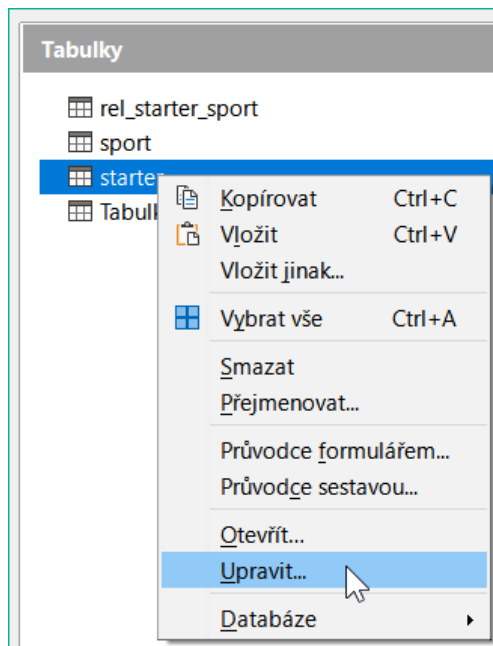 Tabulky
rel_starter_sport
sport
starter
Kopírovat Ctrl+C
Vložit Ctrl+V
Vložit jinak...
Vybrat vše Ctrl+A
Smazat
Přejmenovat...
Průvodce formulářem...
Průvodce sestavou...
Otevřít...
Upravit...
Databáze